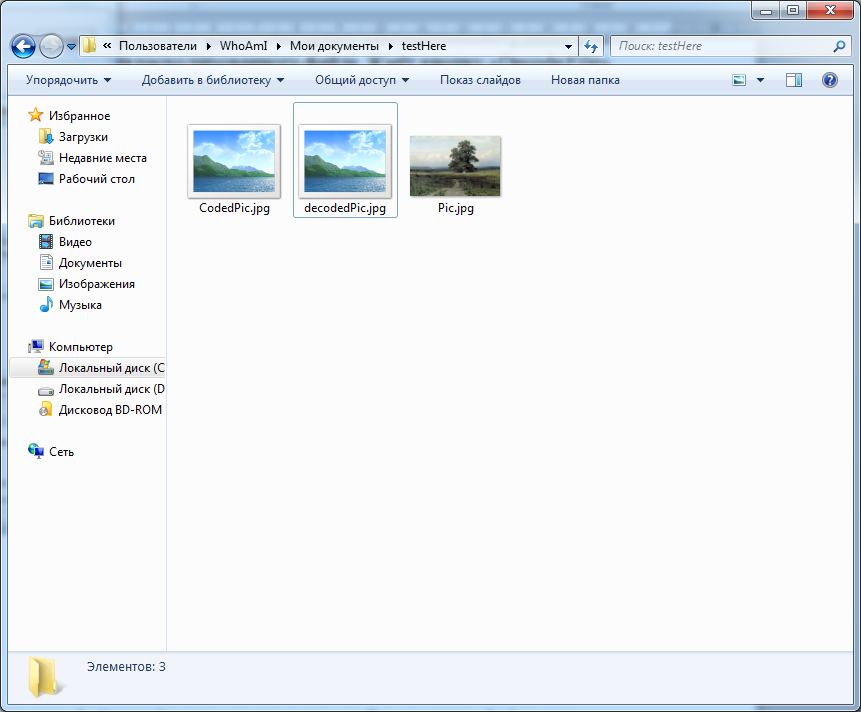 « Пользователи WhoAmI Мои документы testHere
Поиск: testHere
Упорядочить Добавить в библиотеку Общий доступ Показ слайдов Новая папка
Избранное
Загрузки
Недавние места
Рабочий стол
Библиотеки
Видео
Документы
Изображения
Музыка
Компьютер
Локальный диск (C
Локальный диск (D
Дисковод BD-ROM
Сеть
CodedPic.jpg
decodedPic.jpg
Pic.jpg
Элементов: 3